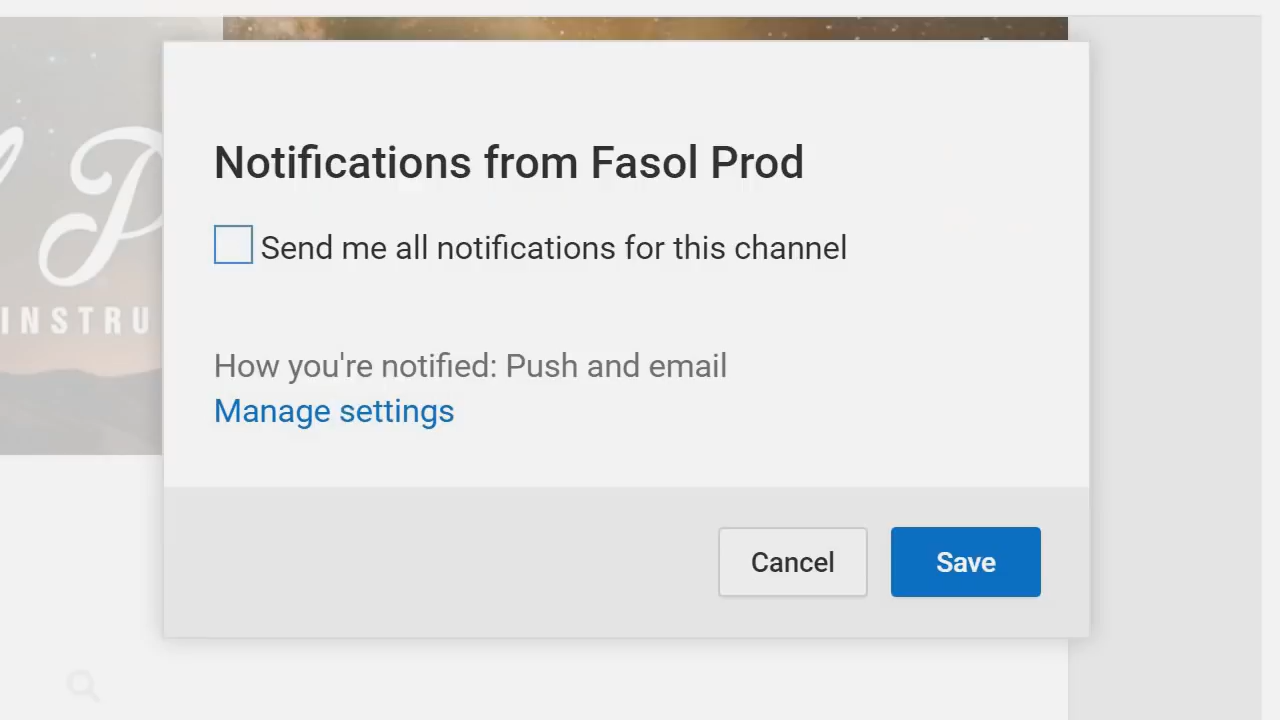 Notifications from Fasol Prod
Send me all notifications for this channel
How you're notified: Push and email
Manage settings
Cancel
Save
INSTRU